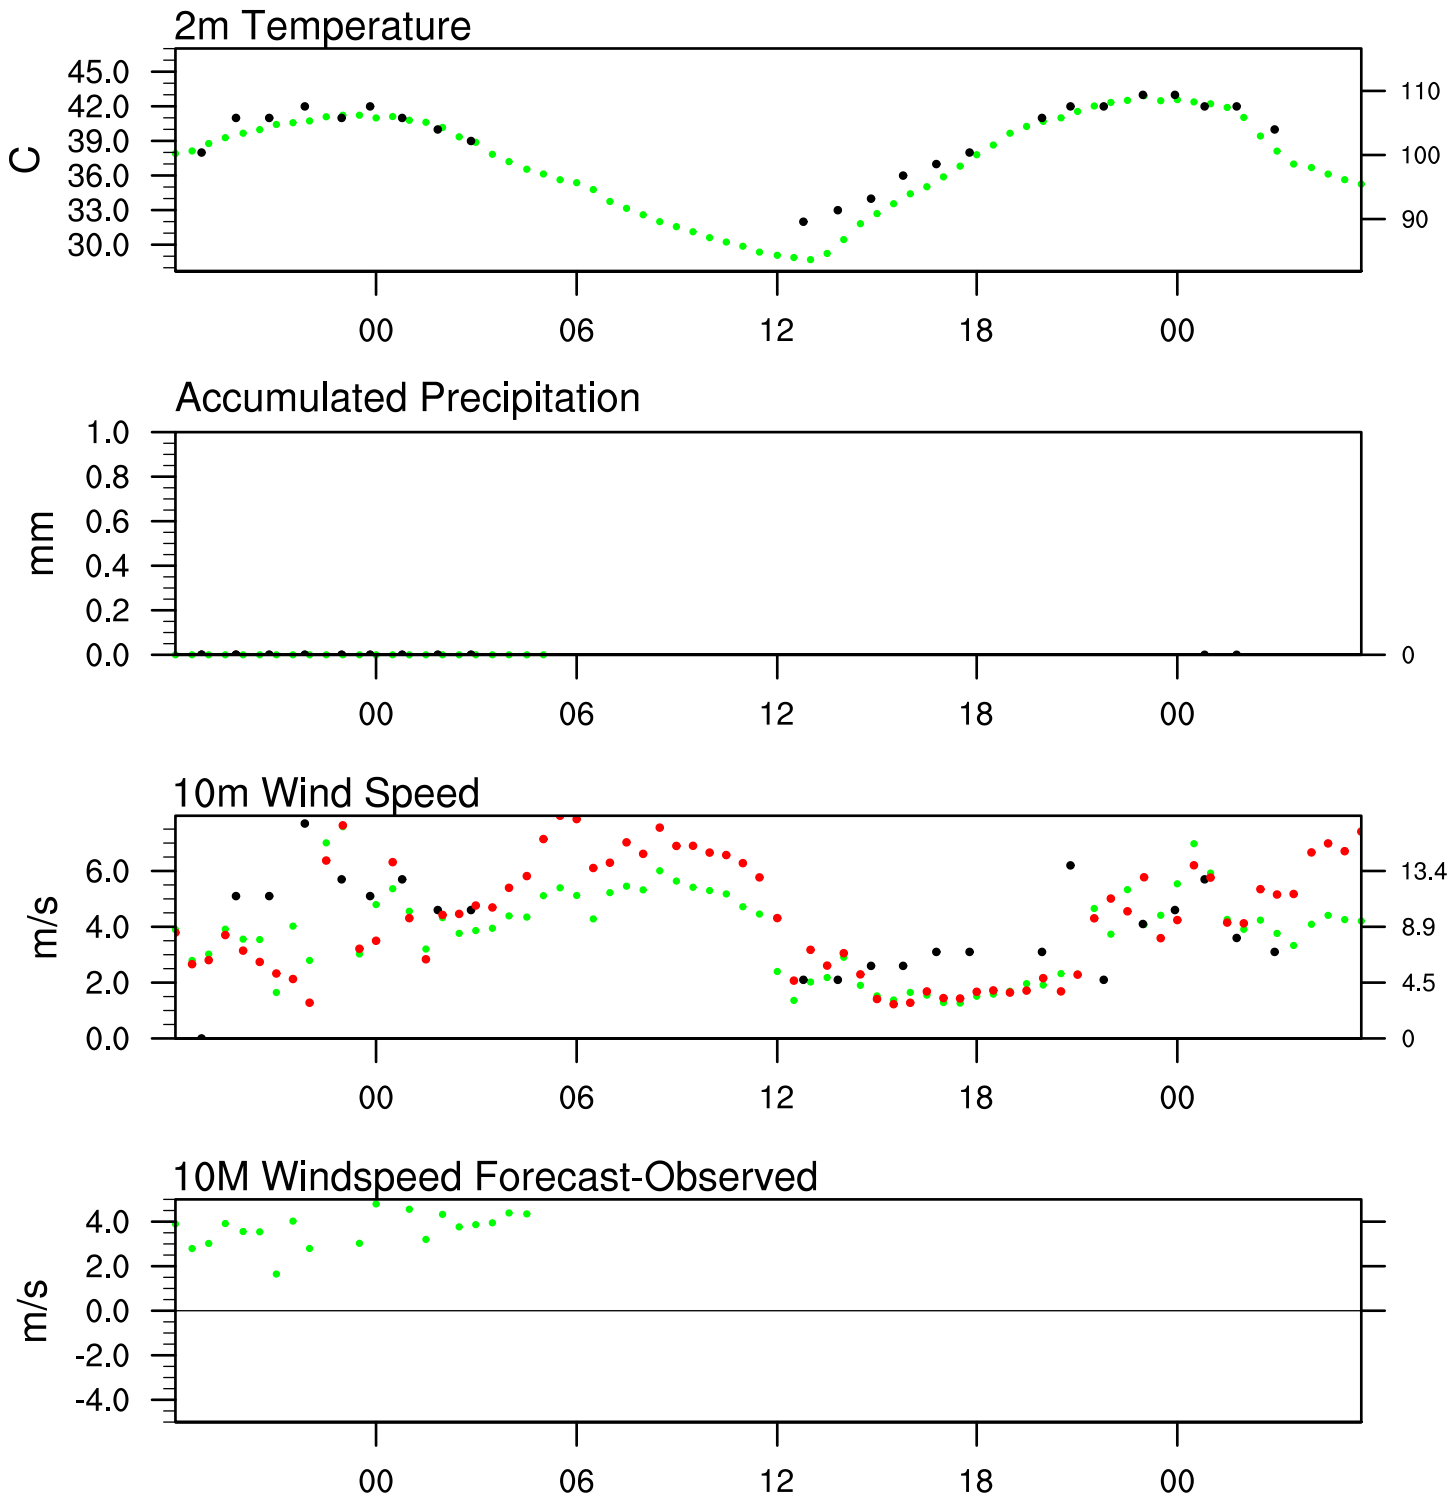 2m Temperature
45.0
42.0
39.0
36.0
33.0
30.0
C
110
100
90
00 06 12 18 00
Accumulated Precipitation
1.0
0.8
0.6
0.4
0.2
0.0
mm
0
00 06 12 18 00
10m Wind Speed
6.0
4.0
2.0
0.0
m/s
13.4
8.9
4.5
0
00 06 12 18 00
10M Windspeed Forecast-Observed
4.0
2.0
0.0
-2.0
-4.0
m/s
00 06 12 18 00